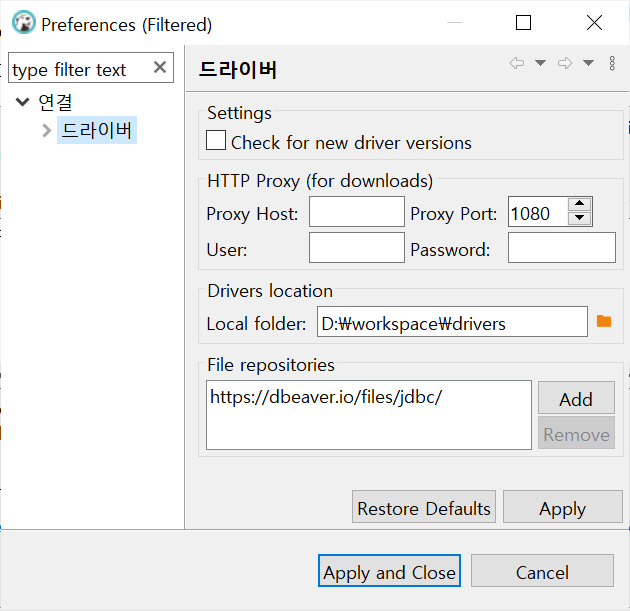 Preferences (Filtered)
type filter text
연결
드라이버
드라이버
Settings
Check for new driver versions
HTTP Proxy (for downloads)
Proxy Host:
Proxy Port: 1080
User:
Password:
Drivers location
Local folder: D:₩workspace₩drivers
File repositories
https://dbeaver.io/files/jdbc/
Add
Remove
Restore Defaults
Apply
Apply and Close
Cancel